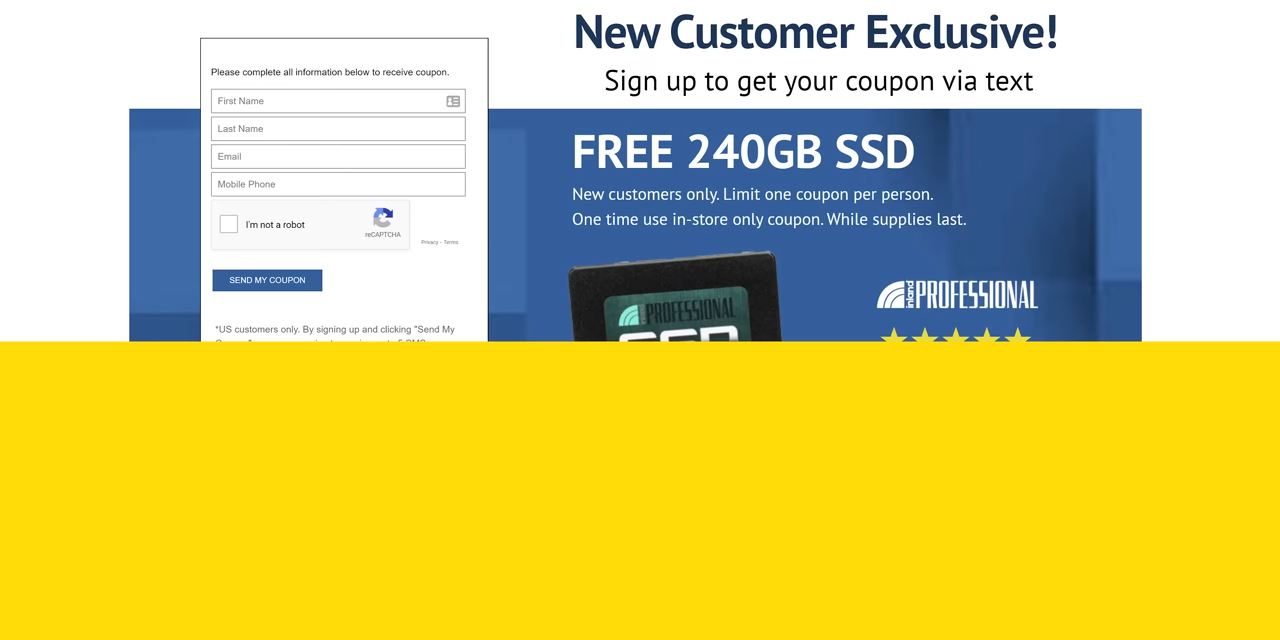 New Customer Exclusive!
Sign up to get your coupon via text
Please complete all information below to receive coupon.
First Name
Last Name
Email
Mobile Phone
I'm not a robot
reCAPTCHA
Privacy - Terms
SEND MY COUPON
*US customers only. By signing up and clicking "Send My
FREE 240GB SSD
New customers only. Limit one coupon per person.
One time use in-store only coupon. While supplies last.
PROFESSIONAL
SSD
inland PROFESSIONAL